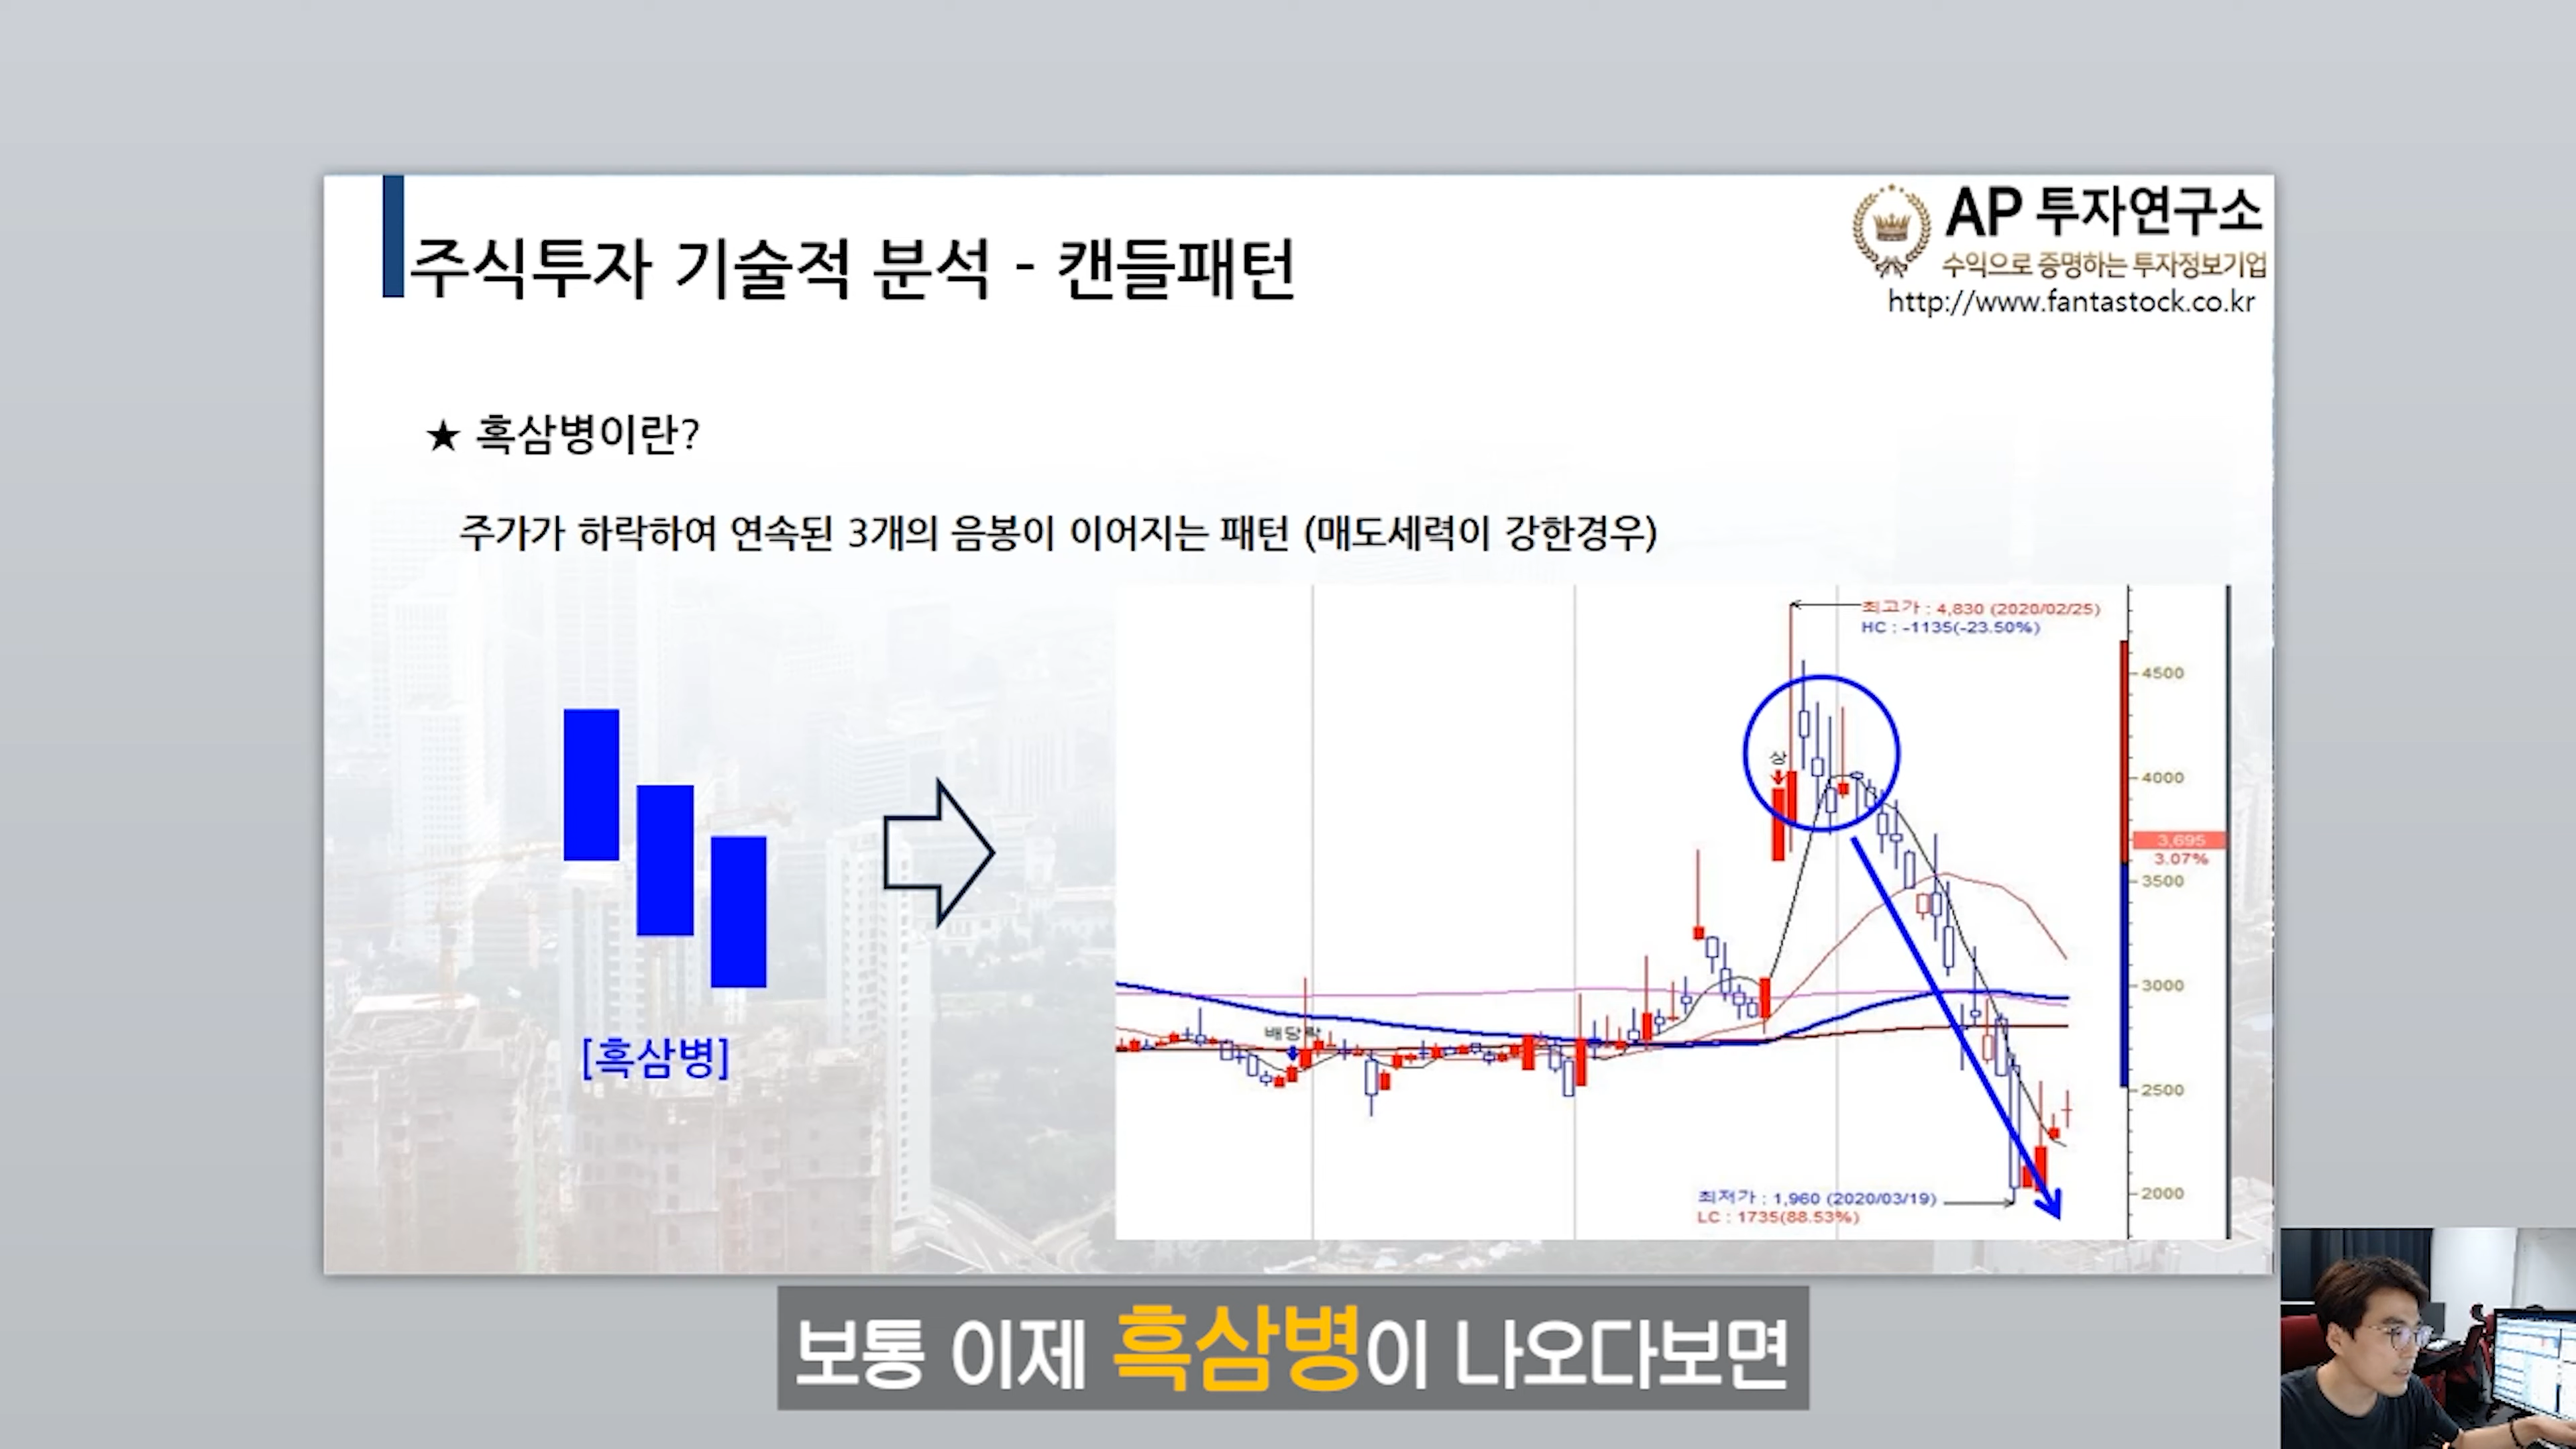 AP 투자연구소
수익으로 증명하는 투자정보기업
http://www.fantastock.co.kr
주식투자 기술적 분석 - 캔들패턴
★ 흑삼병이란?
주가가 하락하여 연속된 3개의 음봉이 이어지는 패턴 (매도세력이 강한경우)
최고가 : 4,830 (2020/02/25)
HC : -1135(-23.50%)
4500
상
4000
3,695
3.07%
3500
3000
배당락
[흑삼병]
2500
최저가 : 1,960 (2020/03/19)
2000
LC : 1735(88.53%)
보통 이제 흑삼병이 나오다보면